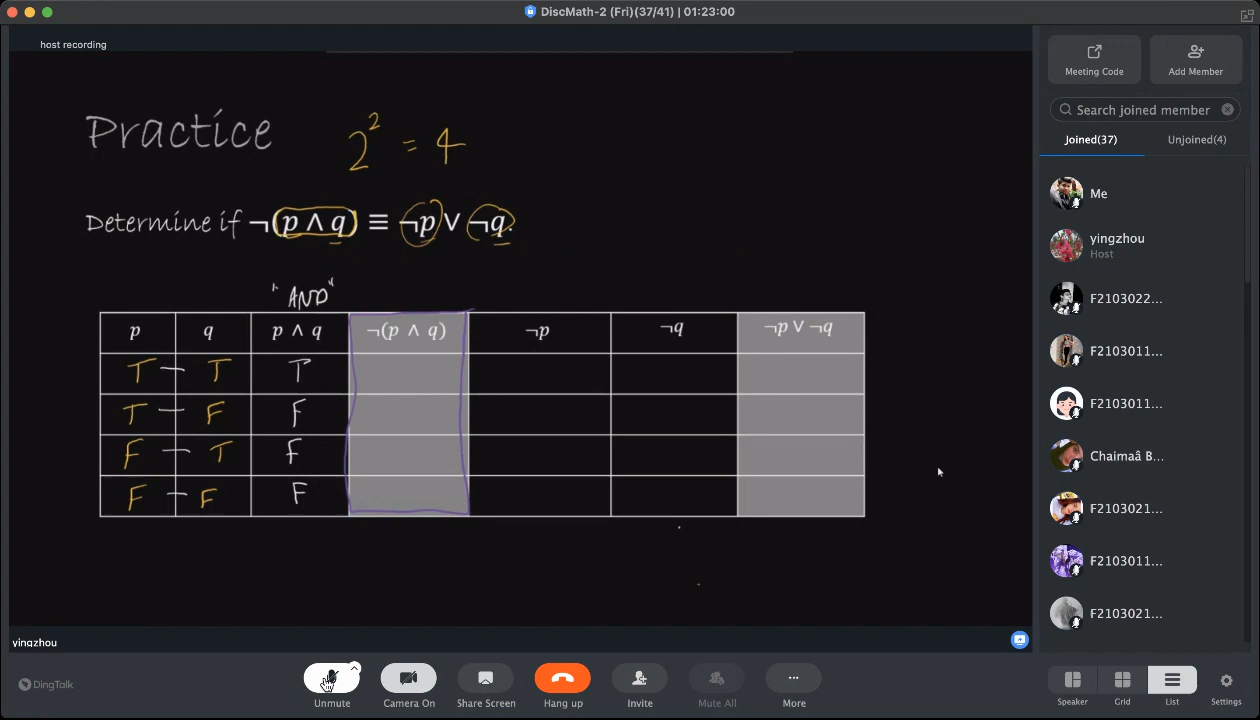 DiscMath-2 (Fri)(37/41) | 01:23:00
host recording
Practice 2² = 4
Determine if ¬(p ∧ q) ≡ ¬p ∨ ¬q.
"AND"
p q p ∧ q ¬(p ∧ q) ¬p ¬q ¬p ∨ ¬q
T — T T
T — F F
F — T F
F — F F
yingzhou
Meeting Code Add Member
Search joined member
Joined(37) Unjoined(4)
Me
yingzhou
Host
F2103022...
F2103011...
F2103011...
Chaimaâ B...
F2103021...
F2103011...
F2103021...
DingTalk
Unmute Camera On Share Screen Hang up Invite Mute All More
Speaker Grid List Settings